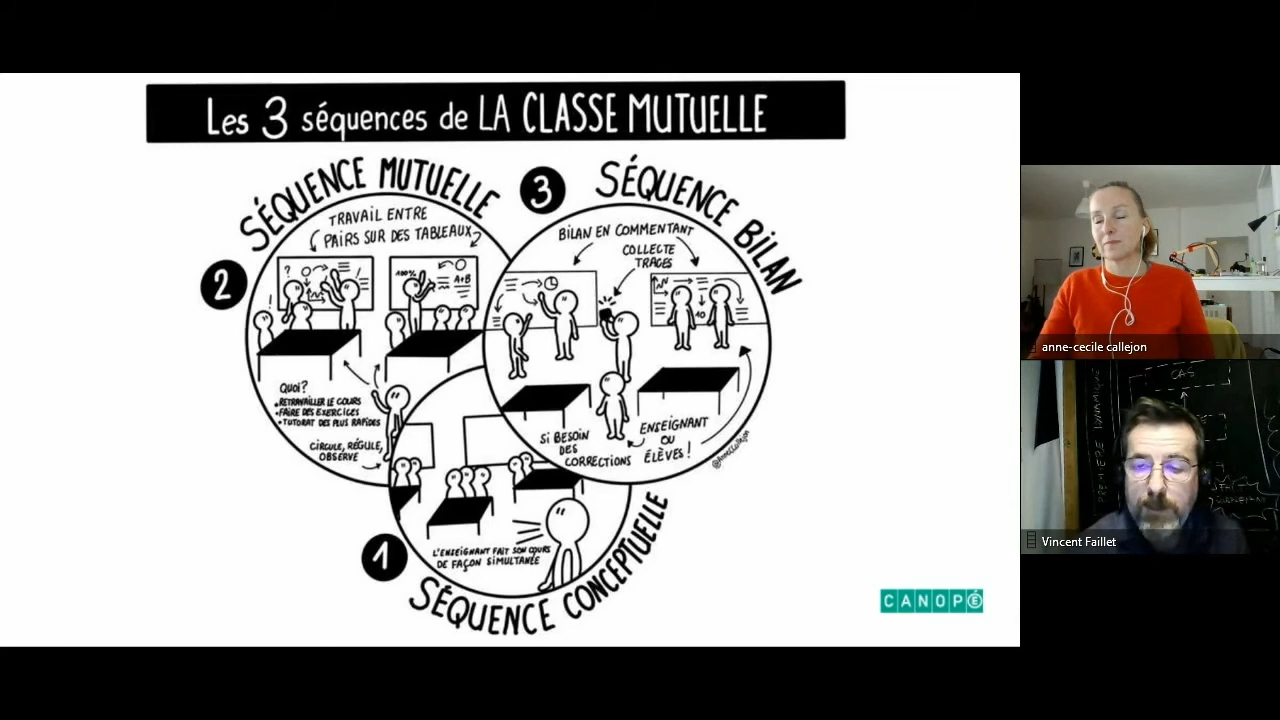 Les 3 séquences de LA CLASSE MUTUELLE
SÉQUENCE MUTUELLE
2
TRAVAIL ENTRE
PAIRS SUR DES TABLEAUX
?
100%
A+B
!
QUOI?
• RETRAVAILLER LE COURS
• FAIRE DES EXERCICES
• TUTORAT DES PLUS RAPIDES
CIRCULE, RÉGULE,
OBSERVE
3
SÉQUENCE BILAN
BILAN EN COMMENTANT
COLLECTE
TRACES
10
SI BESOIN
DES
CORRECTIONS
ENSEIGNANT
OU
ÉLÈVES!
1
L'ENSEIGNANT FAIT SON COURS
DE FAÇON SIMULTANÉE
SÉQUENCE CONCEPTUELLE
CANOPÉ
anne-cecile callejon
CAS
Vincent Faillet